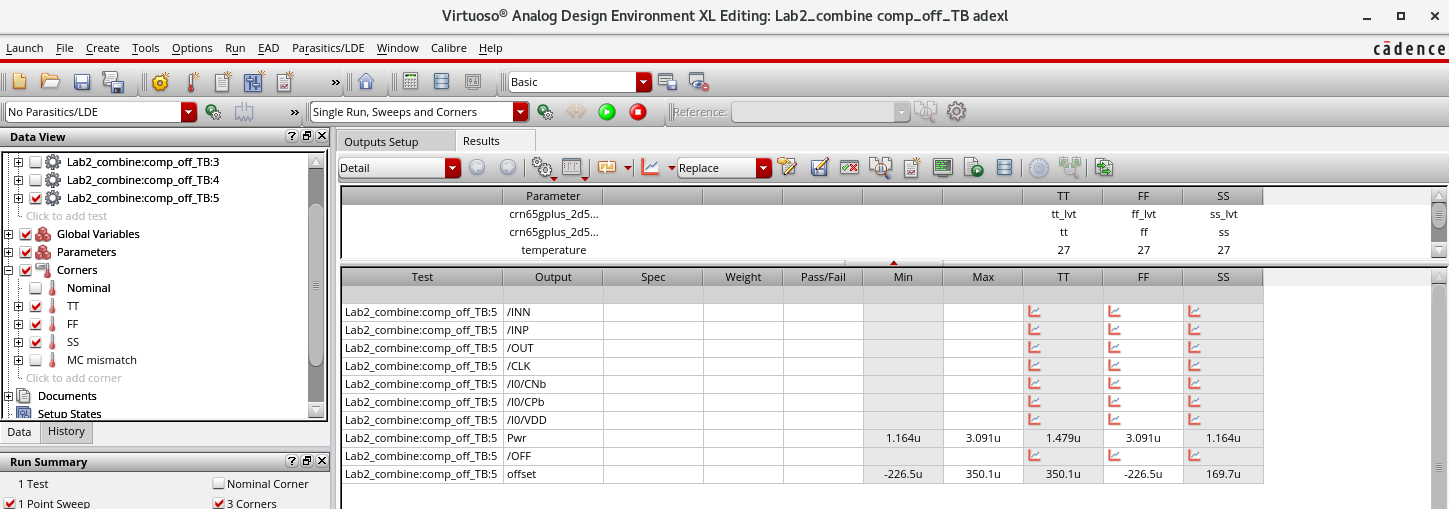 Virtuoso® Analog Design Environment XL Editing: Lab2_combine comp_off_TB adexl
Launch File Create Tools Options Run EAD Parasitics/LDE Window Calibre Help
cādence
» Basic
No Parasitics/LDE » Single Run, Sweeps and Corners Reference:
Data View
Lab2_combine:comp_off_TB:3
Lab2_combine:comp_off_TB:4
Lab2_combine:comp_off_TB:5
Click to add test
Global Variables
Parameters
Corners
Nominal
TT
FF
SS
MC mismatch
Click to add corner
Documents
Setup States
Data History
Run Summary
1 Test Nominal Corner
1 Point Sweep 3 Corners
Outputs Setup Results
Detail Replace
Parameter TT FF SS
crn65gplus_2d5... tt_lvt ff_lvt ss_lvt
crn65gplus_2d5... tt ff ss
temperature 27 27 27
Test Output Spec Weight Pass/Fail Min Max TT FF SS
Lab2_combine:comp_off_TB:5 /INN
Lab2_combine:comp_off_TB:5 /INP
Lab2_combine:comp_off_TB:5 /OUT
Lab2_combine:comp_off_TB:5 /CLK
Lab2_combine:comp_off_TB:5 /I0/CNb
Lab2_combine:comp_off_TB:5 /I0/CPb
Lab2_combine:comp_off_TB:5 /I0/VDD
Lab2_combine:comp_off_TB:5 Pwr 1.164u 3.091u 1.479u 3.091u 1.164u
Lab2_combine:comp_off_TB:5 /OFF
Lab2_combine:comp_off_TB:5 offset -226.5u 350.1u 350.1u -226.5u 169.7u